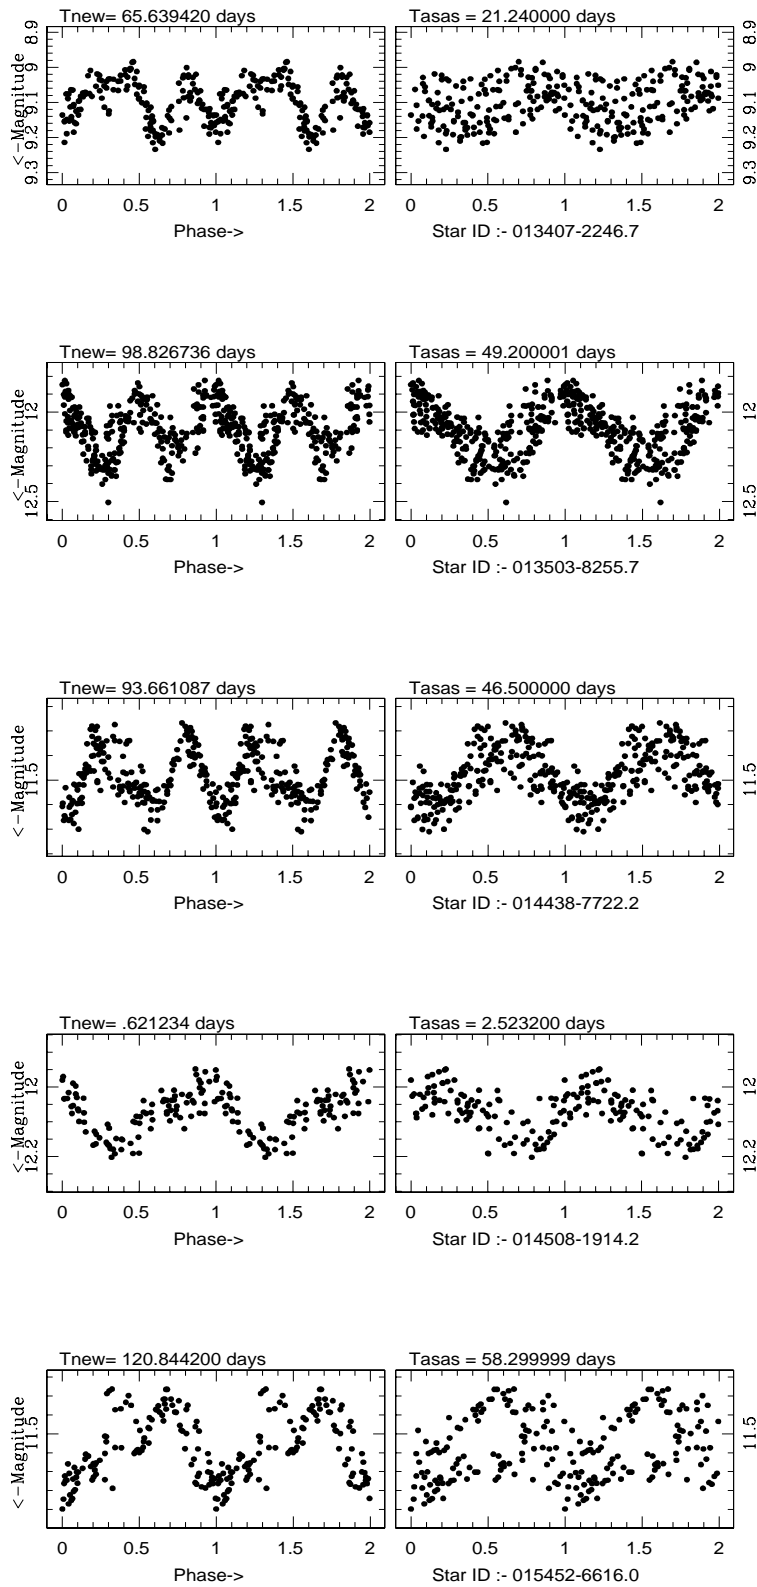 Tnew= 65.639420 days Tasas = 21.240000 days
<-Magnitude
8.9 9 9.1 9.2 9.3
8.9 9 9.1 9.2 9.3
0 0.5 1 1.5 2 0 0.5 1 1.5 2
Phase-> Star ID :- 013407-2246.7
Tnew= 98.826736 days Tasas = 49.200001 days
<-Magnitude
12 12.5
12 12.5
0 0.5 1 1.5 2 0 0.5 1 1.5 2
Phase-> Star ID :- 013503-8255.7
Tnew= 93.661087 days Tasas = 46.500000 days
<-Magnitude
11.5
11.5
0 0.5 1 1.5 2 0 0.5 1 1.5 2
Phase-> Star ID :- 014438-7722.2
Tnew= .621234 days Tasas = 2.523200 days
<-Magnitude
12 12.2
12 12.2
0 0.5 1 1.5 2 0 0.5 1 1.5 2
Phase-> Star ID :- 014508-1914.2
Tnew= 120.844200 days Tasas = 58.299999 days
<-Magnitude
11.5
11.5
0 0.5 1 1.5 2 0 0.5 1 1.5 2
Phase-> Star ID :- 015452-6616.0